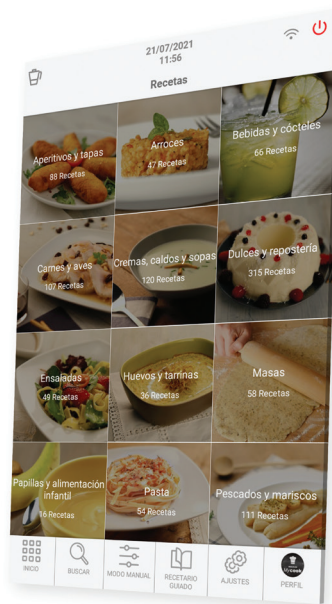 21/07/2021
11:56
Recetas
Aperitivos y tapas
88 Recetas
Arroces
47 Recetas
Bebidas y cócteles
66 Recetas
Carnes y aves
107 Recetas
Cremas, caldos y sopas
120 Recetas
Dulces y repostería
315 Recetas
Ensaladas
49 Recetas
Huevos y tarrinas
36 Recetas
Masas
58 Recetas
Papillas y alimentación
infantil
16 Recetas
Pasta
54 Recetas
Pescados y mariscos
111 Recetas
INICIO
BUSCAR
MODO MANUAL
RECETARIO
GUIADO
AJUSTES
Mycook
PERFIL